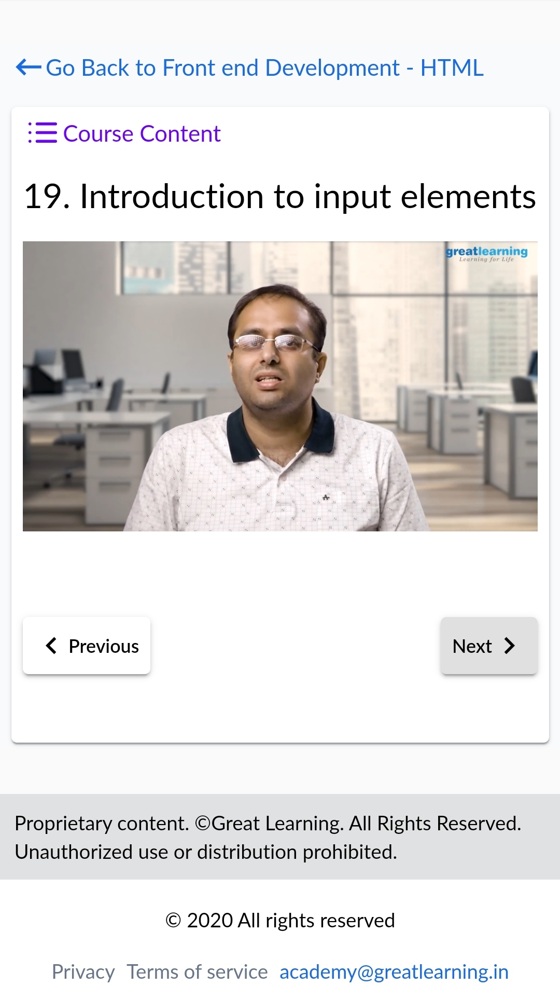 Go Back to Front end Development - HTML
Course Content
19. Introduction to input elements
greatlearning
Learning for Life
Previous
Next
Proprietary content. ©Great Learning. All Rights Reserved.
Unauthorized use or distribution prohibited.
© 2020 All rights reserved
Privacy Terms of service academy@greatlearning.in